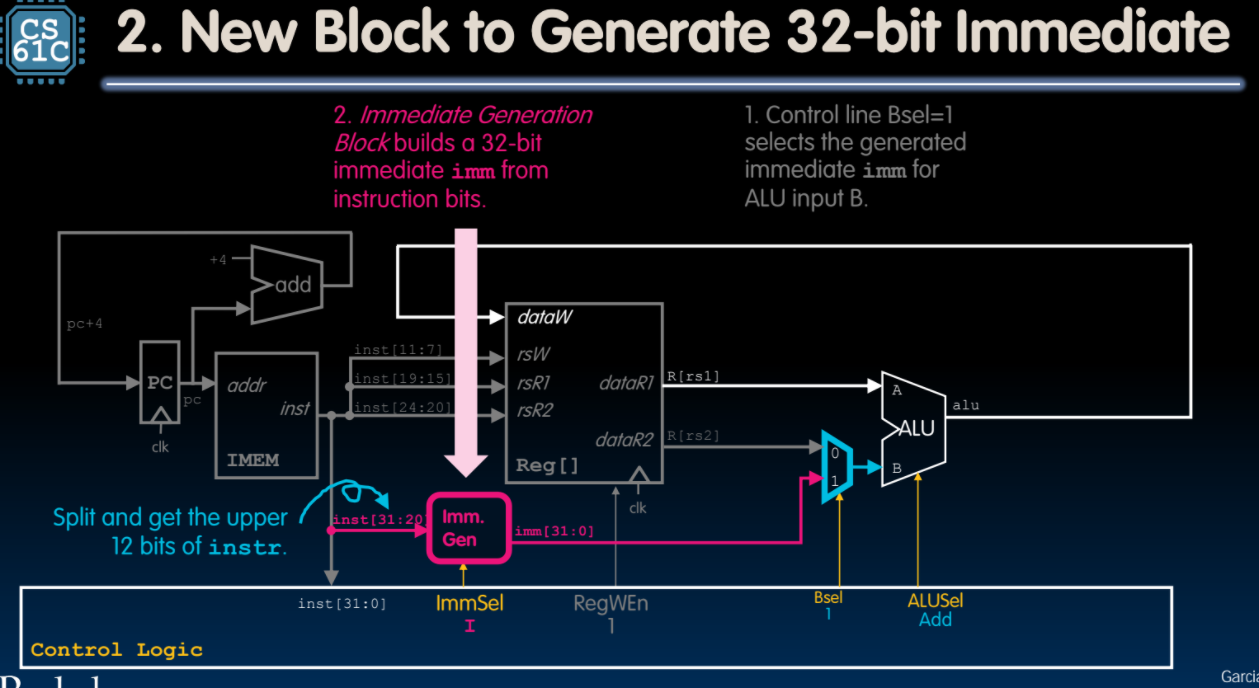 CS
61C
2. New Block to Generate 32-bit Immediate
2. Immediate Generation
Block builds a 32-bit
immediate imm from
instruction bits.
1. Control line Bsel=1
selects the generated
immediate imm for
ALU input B.
+4
add
pc+4
PC
pc
clk
addr
inst
IMEM
inst[11:7]
inst[19:15]
inst[24:20]
dataW
rsW
rsR1
rsR2
dataR1
dataR2
Reg[]
clk
R[rs1]
R[rs2]
0
1
A
B
ALU
alu
Split and get the upper
12 bits of instr.
inst[31:20]
Imm.
Gen
imm[31:0]
inst[31:0]
ImmSel
I
RegWEn
1
Bsel
1
ALUSel
Add
Control Logic
Garcia